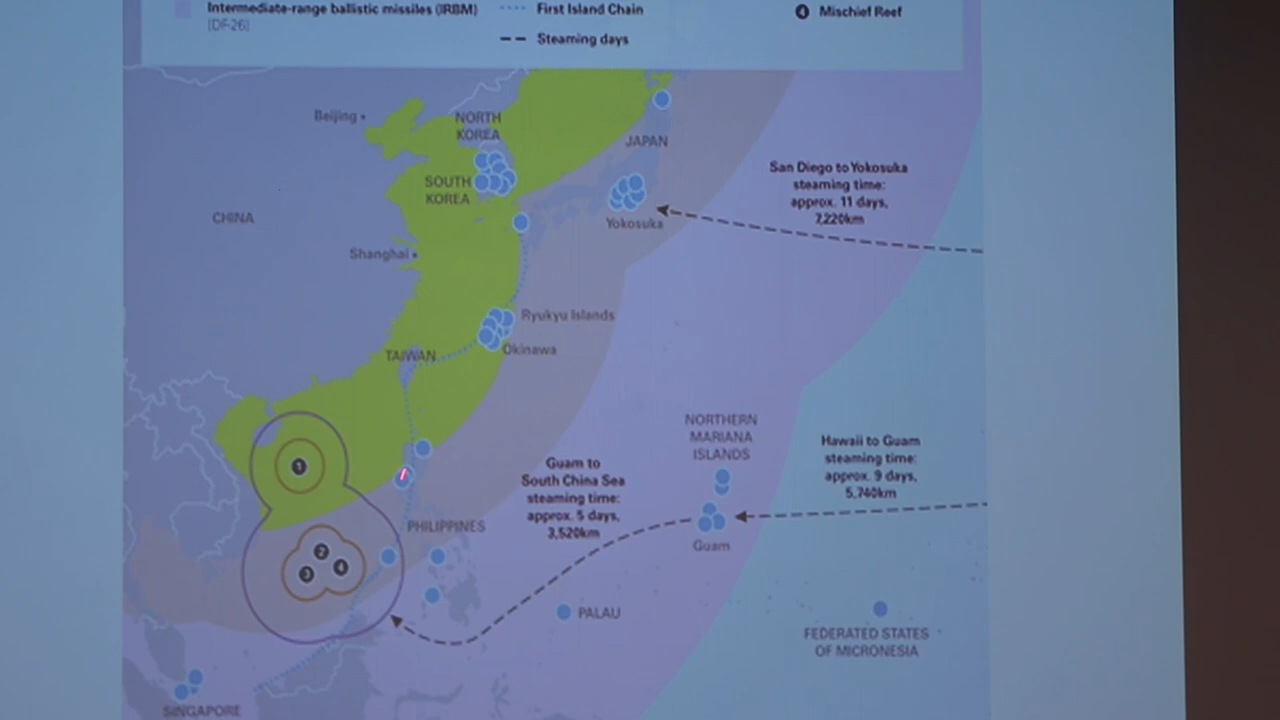 Intermediate-range ballistic missiles (IRBM)
(DF-26)
First Island Chain
Steaming days
4 Mischief Reef
Beijing
NORTH
KOREA
JAPAN
SOUTH
KOREA
San Diego to Yokosuka
steaming time:
approx. 11 days,
7,220km
CHINA
Yokosuka
Shanghai
Ryukyu Islands
Okinawa
TAIWAN
NORTHERN
MARIANA
ISLANDS
Hawaii to Guam
steaming time:
approx. 9 days,
5,740km
1
Guam to
South China Sea
steaming time:
approx. 5 days,
3,520km
PHILIPPINES
Guam
2
3
4
PALAU
FEDERATED STATES
OF MICRONESIA
SINGAPORE